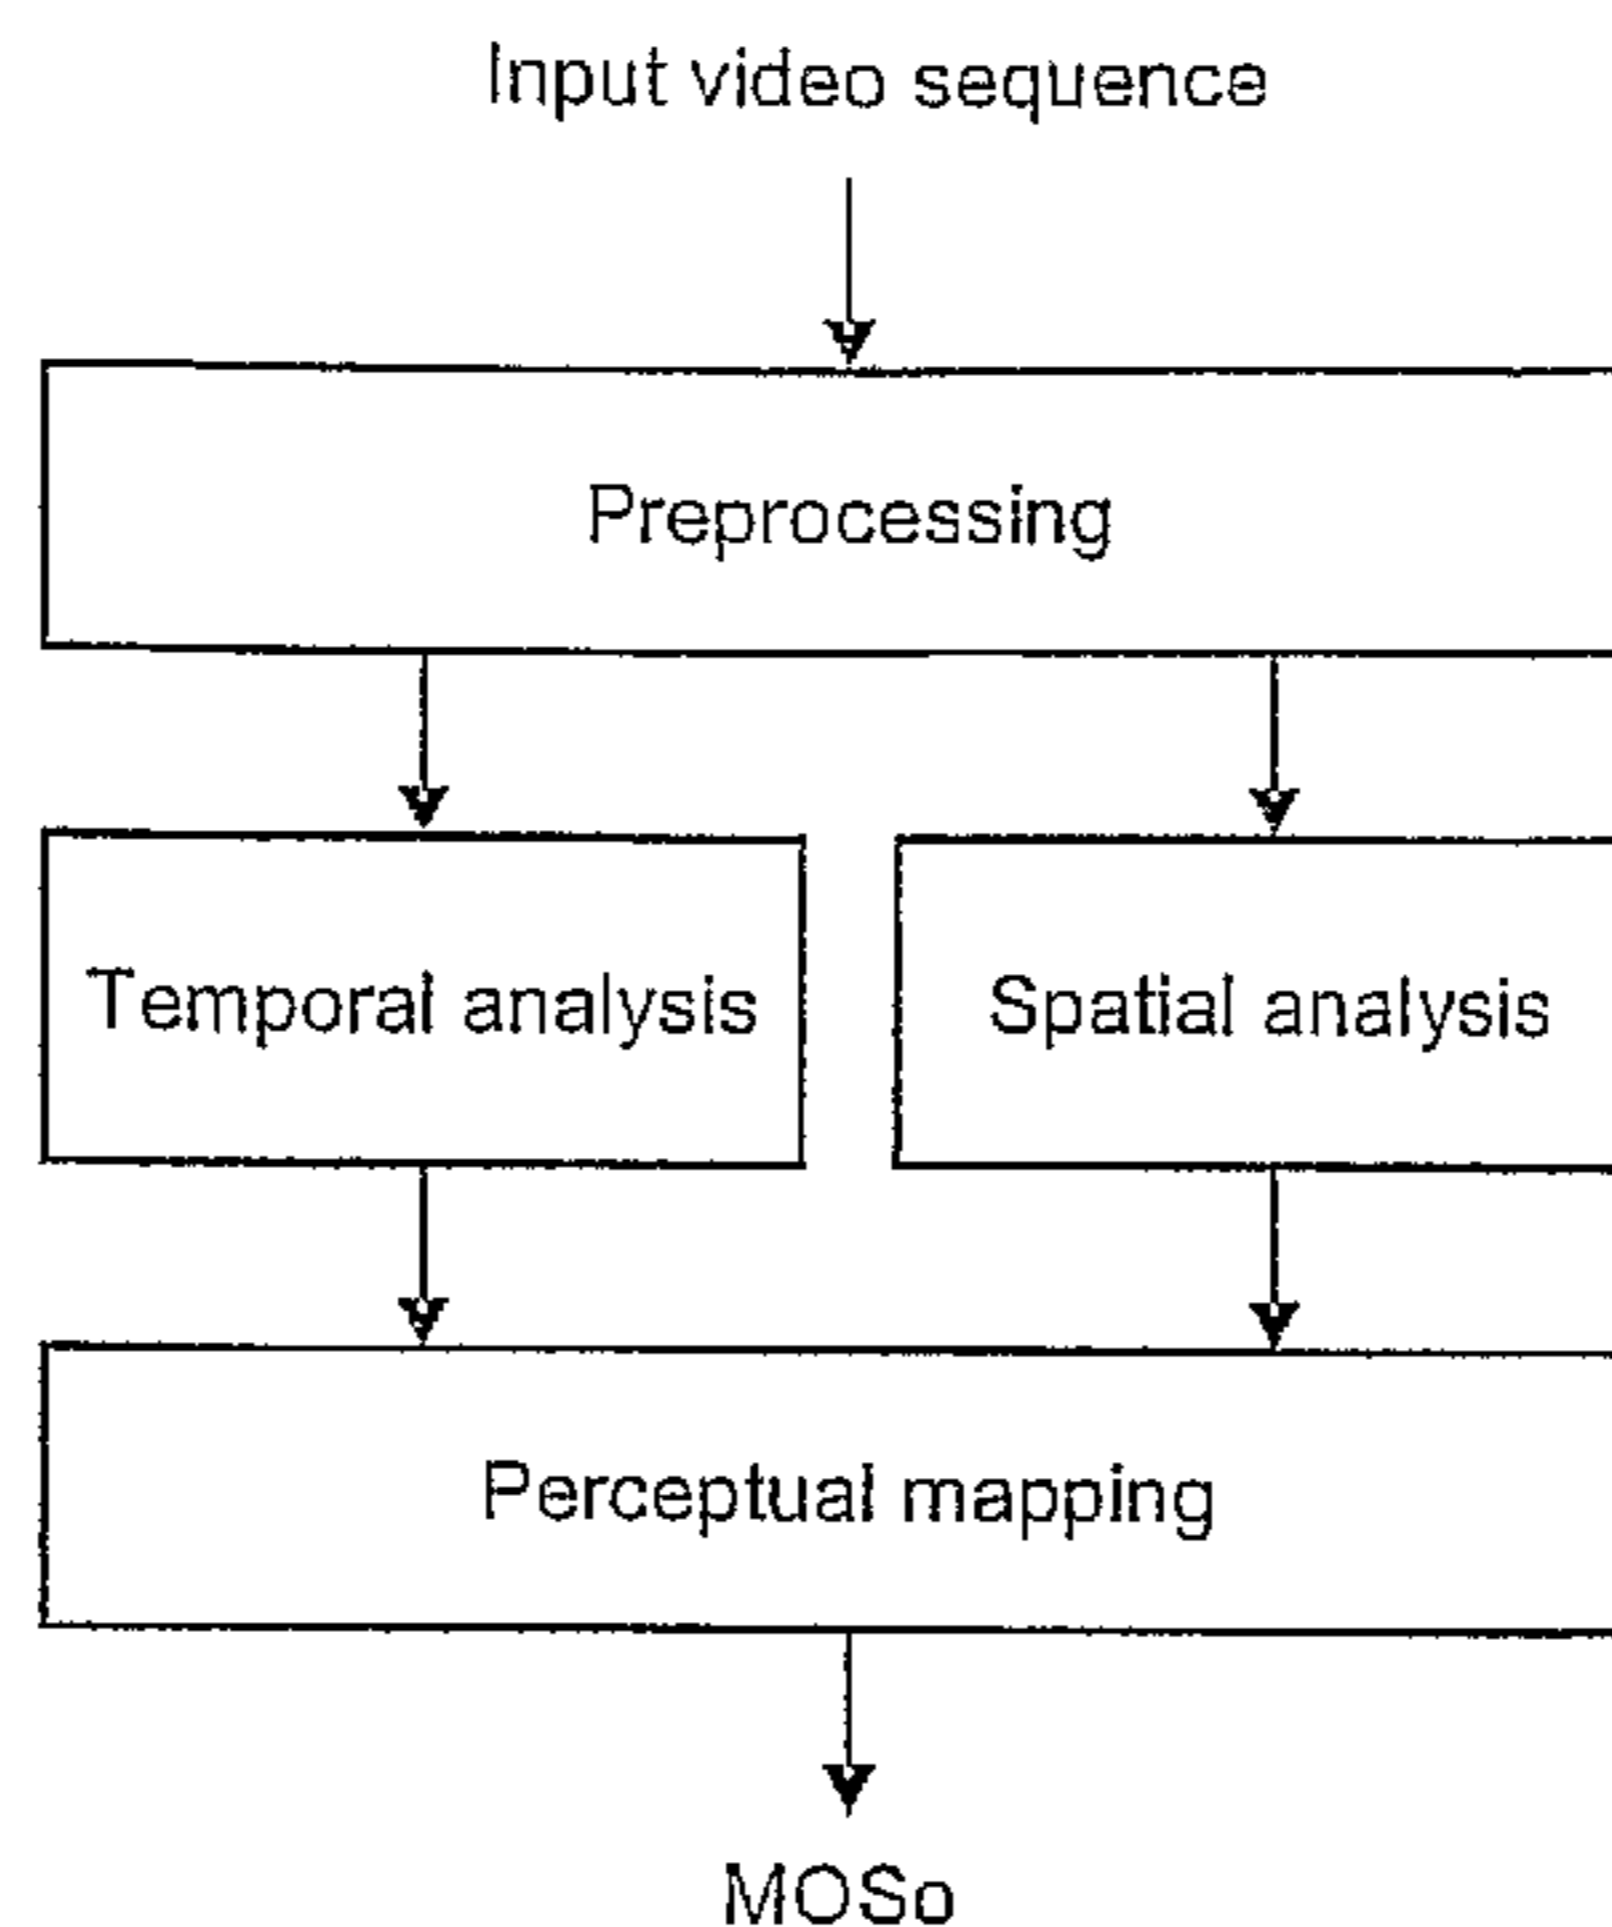 Input video sequence
Preprocessing
Temporal analysis
Spatial analysis
Perceptual mapping
MOSo